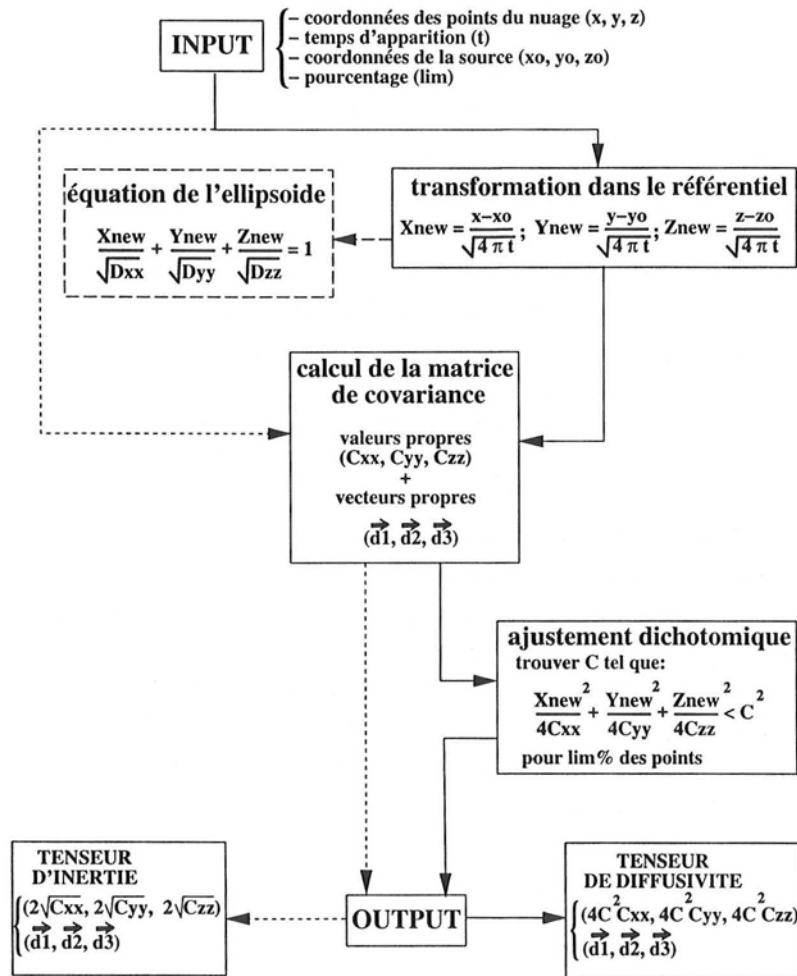 INPUT
– coordonnées des points du nuage (x, y, z)
– temps d'apparition (t)
– coordonnées de la source (xo, yo, zo)
– pourcentage (lim)
équation de l'ellipsoide
Xnew/√Dxx + Ynew/√Dyy + Znew/√Dzz = 1
transformation dans le référentiel
Xnew = x–xo/√4 π t ; Ynew = y–yo/√4 π t ; Znew = z–zo/√4 π t
calcul de la matrice
de covariance
valeurs propres
(Cxx, Cyy, Czz)
+
vecteurs propres
(d1, d2, d3)
ajustement dichotomique
trouver C tel que:
Xnew²/4Cxx + Ynew²/4Cyy + Znew²/4Czz < C²
pour lim% des points
TENSEUR
D'INERTIE
(2√Cxx, 2√Cyy, 2√Czz)
(d1, d2, d3)
OUTPUT
TENSEUR
DE DIFFUSIVITE
(4C²Cxx, 4C²Cyy, 4C²Czz)
(d1, d2, d3)